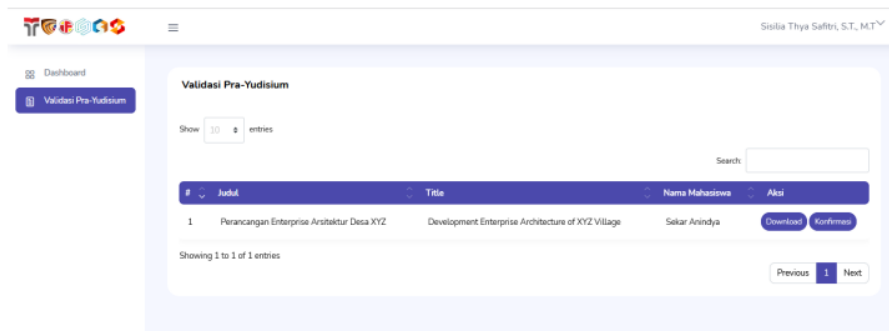 Sisilia Thya Safitri, S.T., M.T
Dashboard
Validasi Pra-Yudisium
Validasi Pra-Yudisium
Show 10 entries
Search:
# Judul Title Nama Mahasiswa Aksi
1 Perancangan Enterprise Arsitektur Desa XYZ Development Enterprise Architecture of XYZ Village Sekar Anindya Download Konfirmasi
Showing 1 to 1 of 1 entries
Previous 1 Next